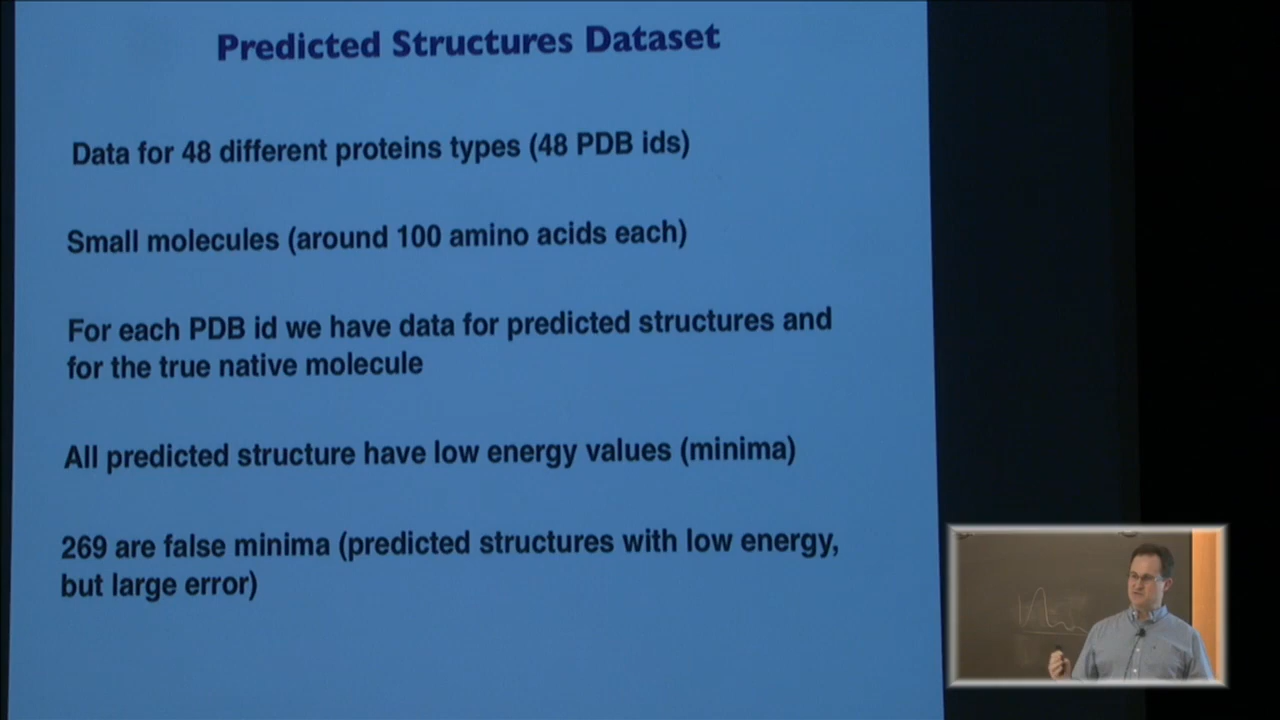 Predicted Structures Dataset
Data for 48 different proteins types (48 PDB ids)
Small molecules (around 100 amino acids each)
For each PDB id we have data for predicted structures and
for the true native molecule
All predicted structure have low energy values (minima)
269 are false minima (predicted structures with low energy,
but large error)